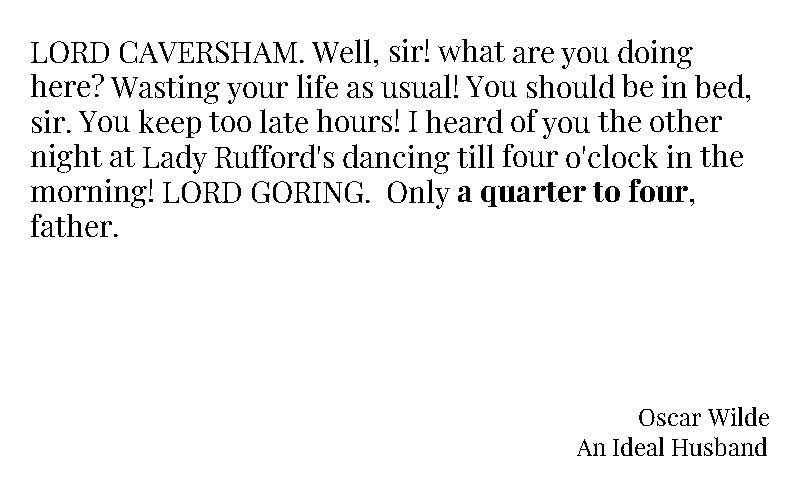 LORD CAVERSHAM. Well, sir! what are you doing
here? Wasting your life as usual! You should be in bed,
sir. You keep too late hours! I heard of you the other
night at Lady Rufford's dancing till four o'clock in the
morning! LORD GORING.  Only a quarter to four,
father.
Oscar Wilde
An Ideal Husband